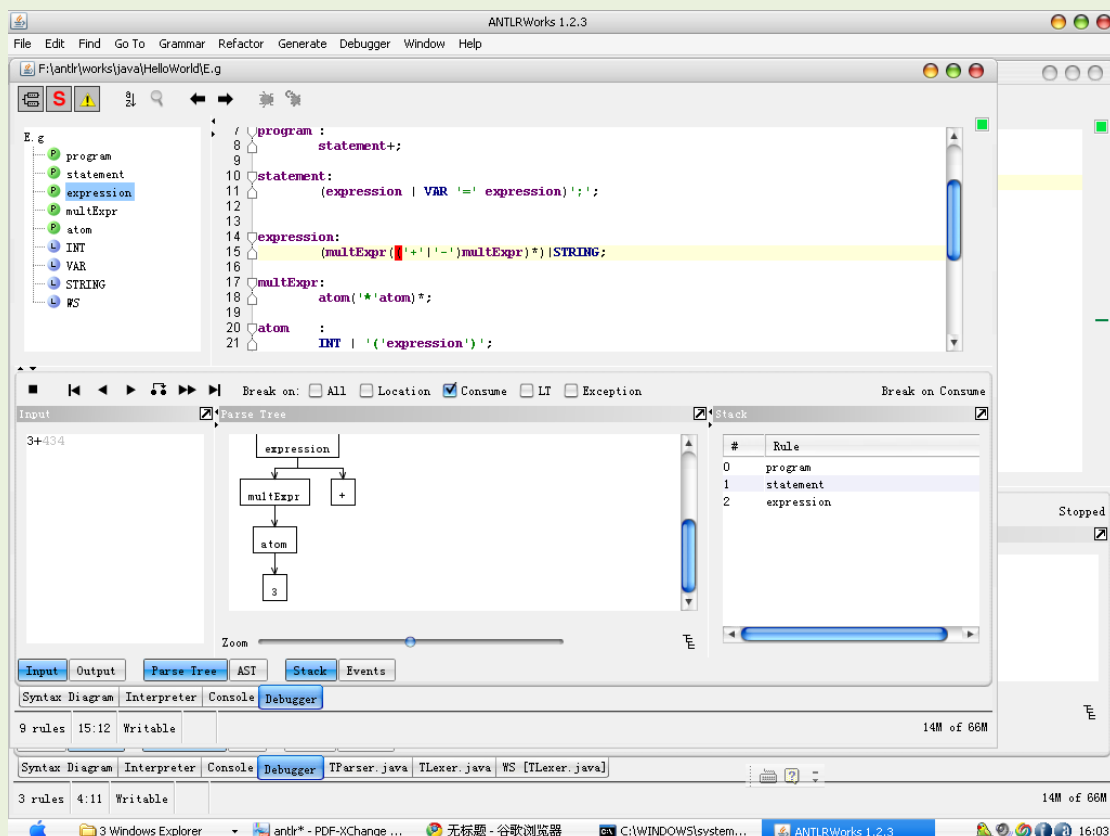 ANTLRWorks 1.2.3
File Edit Find Go To Grammar Refactor Generate Debugger Window Help
F:\antlr\works\java\HelloWorld\E.g
S
E.g
program
statement
expression
multExpr
atom
INT
VAR
STRING
WS
7 program :
8 statement+;
9
10 statement:
11 (expression | VAR '=' expression)';';
12
13
14 expression:
15 (multExpr(('+'|'-')multExpr)*)|STRING;
16
17 multExpr:
18 atom('*'atom)*;
19
20 atom :
21 INT | '('expression')';
Break on: All Location Consume LT Exception Break on Consume
Input
3+434
Parse Tree
expression
multExpr +
atom
3
Zoom
Stack
# Rule
0 program
1 statement
2 expression
Stopped
Input Output Parse Tree AST Stack Events
Syntax Diagram Interpreter Console Debugger
9 rules 15:12 Writable 14M of 66M
Syntax Diagram Interpreter Console Debugger TParser.java TLexer.java WS [TLexer.java]
3 rules 4:11 Writable 14M of 66M
3 Windows Explorer antlr* - PDF-XChange ... 无标题 - 谷歌浏览器 C:\WINDOWS\system... ANTLRWorks 1.2.3 16:03